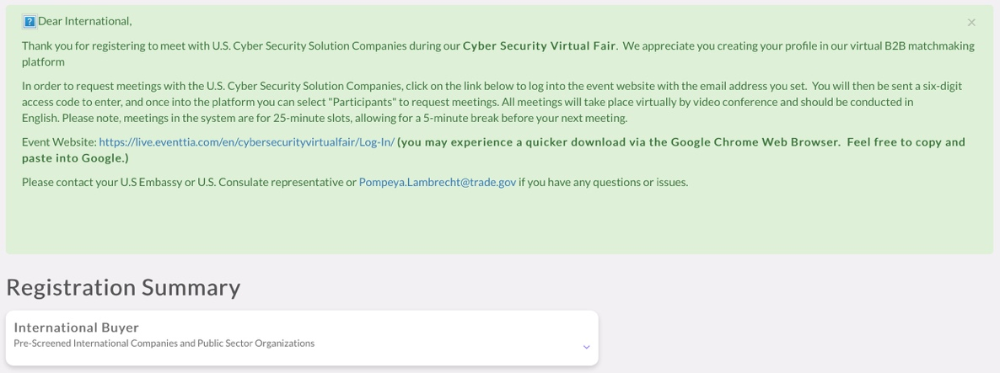 Dear International,
Thank you for registering to meet with U.S. Cyber Security Solution Companies during our Cyber Security Virtual Fair.  We appreciate you creating your profile in our virtual B2B matchmaking
platform
In order to request meetings with the U.S. Cyber Security Solution Companies, click on the link below to log into the event website with the email address you set.  You will then be sent a six-digit
access code to enter, and once into the platform you can select "Participants" to request meetings. All meetings will take place virtually by video conference and should be conducted in
English. Please note, meetings in the system are for 25-minute slots, allowing for a 5-minute break before your next meeting.
Event Website: https://live.eventtia.com/en/cybersecurityvirtualfair/Log-In/ (you may experience a quicker download via the Google Chrome Web Browser.  Feel free to copy and
paste into Google.)
Please contact your U.S Embassy or U.S. Consulate representative or Pompeya.Lambrecht@trade.gov if you have any questions or issues.
Registration Summary
International Buyer
Pre-Screened International Companies and Public Sector Organizations